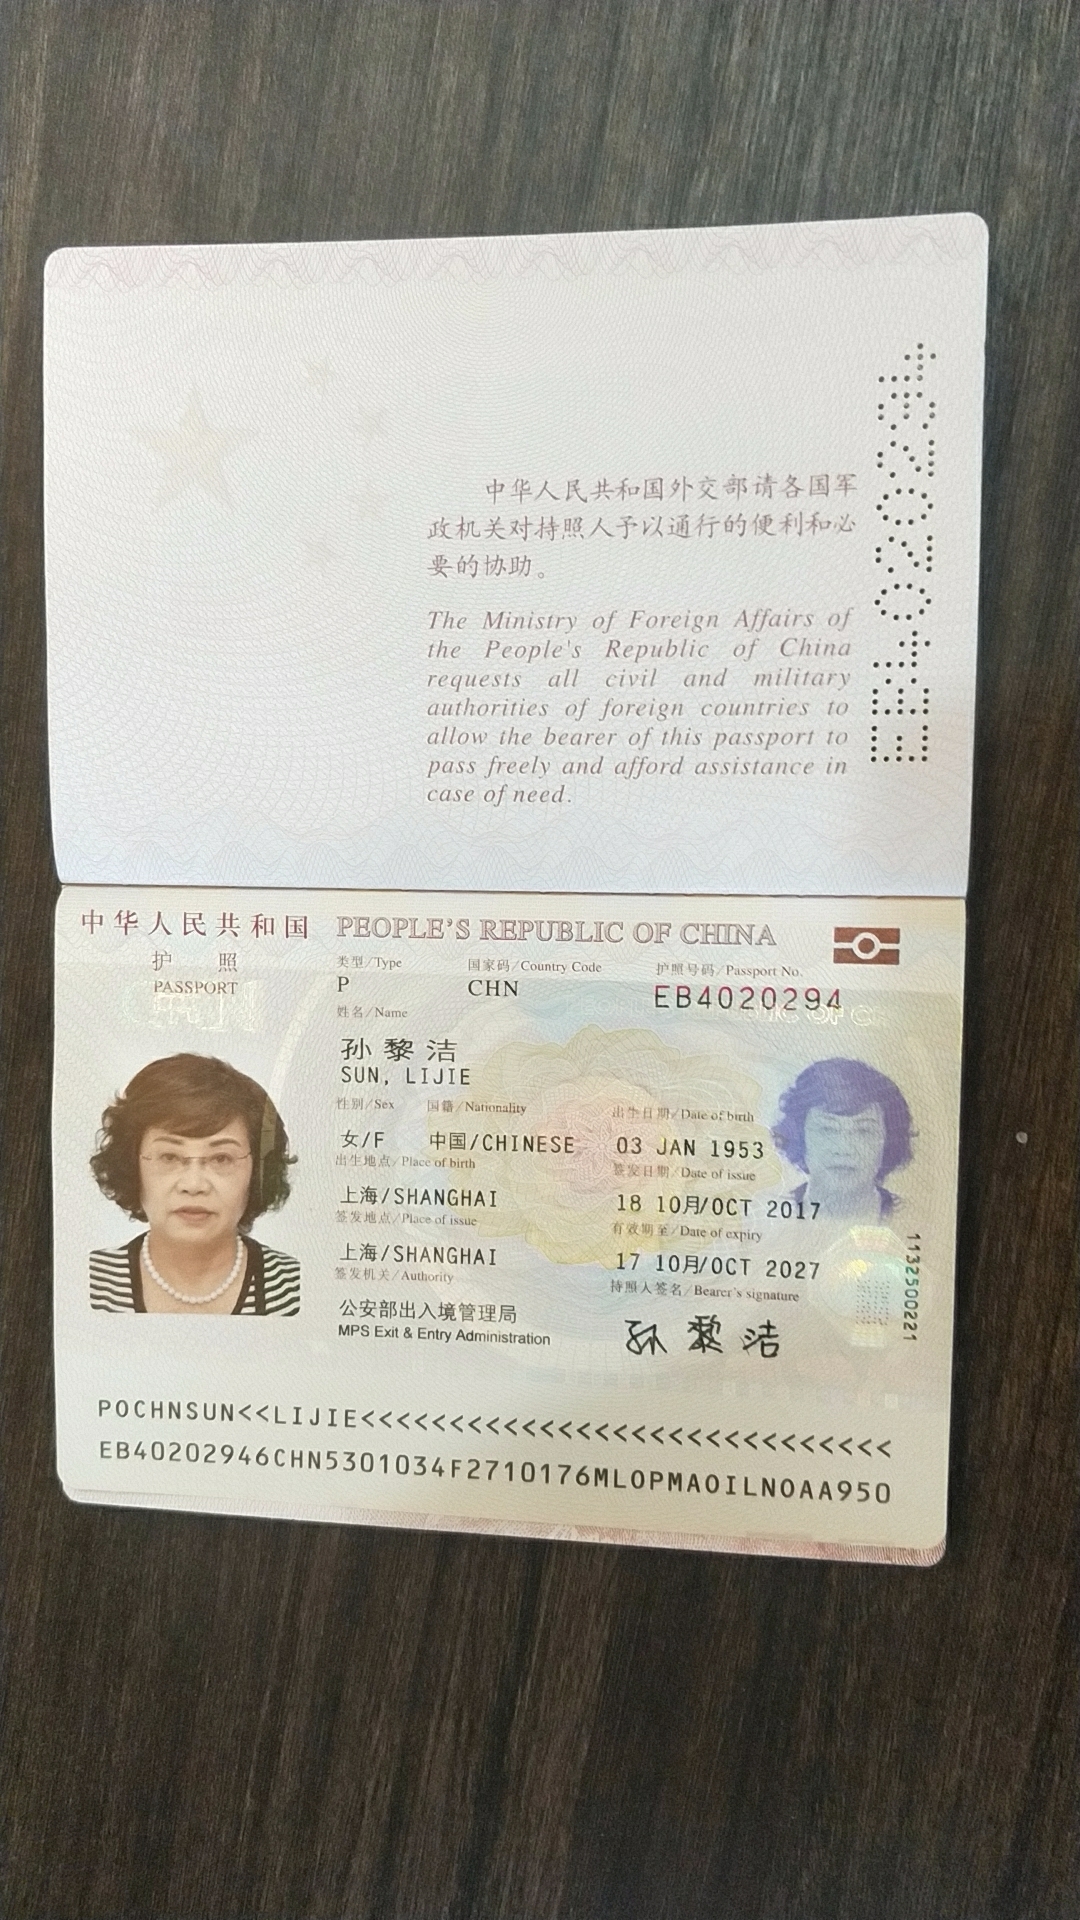 中华人民共和国外交部请各国军
政机关对持照人予以通行的便利和必
要的协助。
The Ministry of Foreign Affairs of
the People's Republic of China
requests all civil and military
authorities of foreign countries to
allow the bearer of this passport to
pass freely and afford assistance in
case of need.
EB4020294
中华人民共和国 PEOPLE'S REPUBLIC OF CHINA
护 照
PASSPORT
类型/Type 国家码/Country Code 护照号码/Passport No.
P CHN EB4020294
姓名/Name
孙黎洁
SUN, LIJIE
性别/Sex 国籍/Nationality 出生日期/Date of birth
女/F 中国/CHINESE 03 JAN 1953
出生地点/Place of birth 签发日期/Date of issue
上海/SHANGHAI 18 10月/OCT 2017
签发地点/Place of issue 有效期至/Date of expiry
上海/SHANGHAI 17 10月/OCT 2027
签发机关/Authority 持照人签名/Bearer's signature
公安部出入境管理局
MPS Exit & Entry Administration
孙黎洁
1132500221
POCHNSUN<<LIJIE<<<<<<<<<<<<<<<<<<<<<<<<<<<<<
EB40202946CHN5301034F2710176MLOPMAOILNOAA950